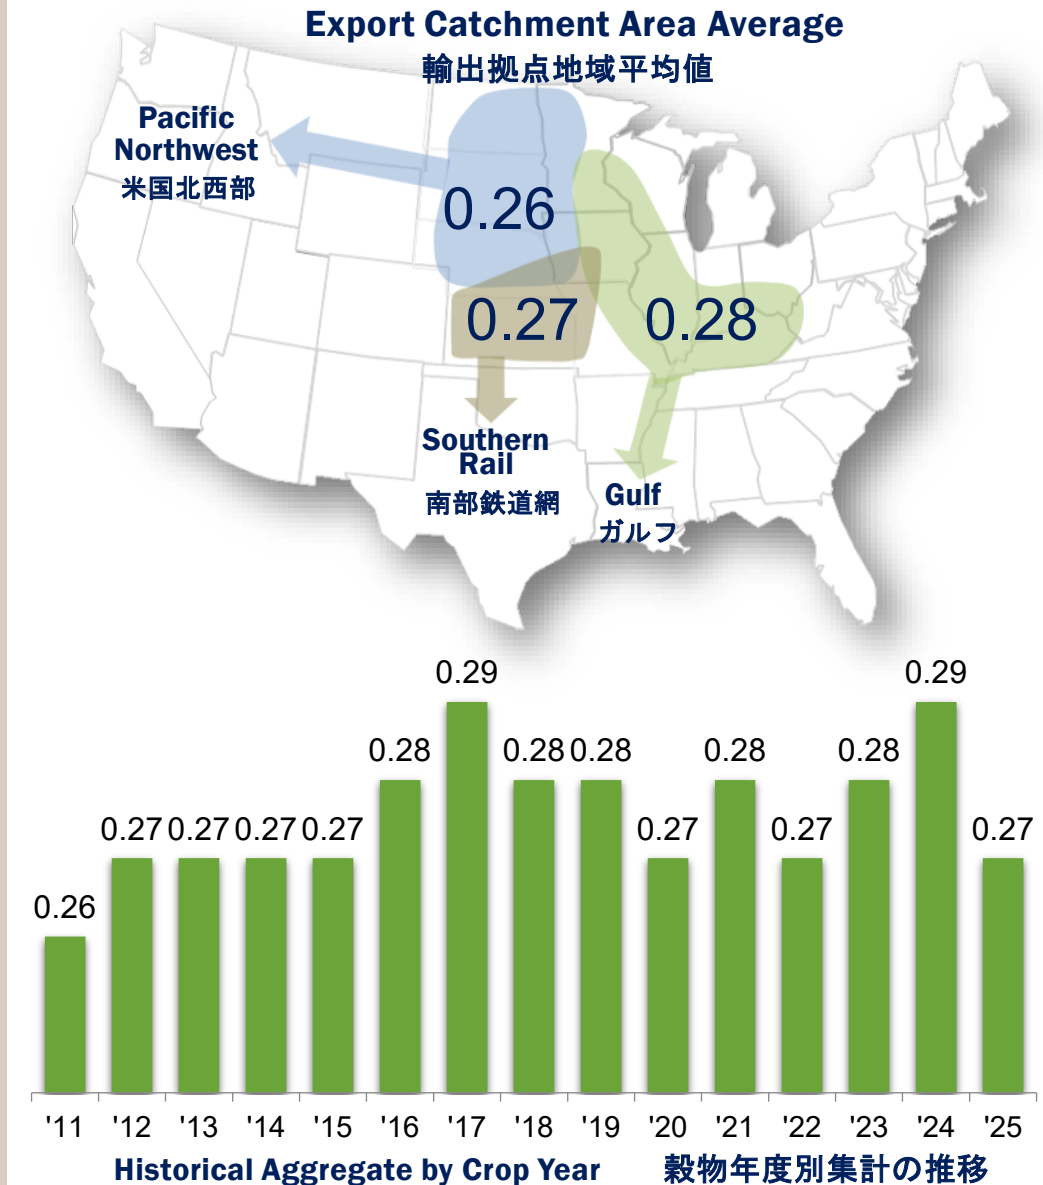 Export Catchment Area Average
輸出拠点地域平均値
Pacific
Northwest
米国北西部
0.26
0.27
0.28
Southern
Rail
南部鉄道網
Gulf
ガルフ
0.29
0.29
0.28
0.28
0.28
0.28
0.28
0.27
0.27
0.27
0.27
0.27
0.27
0.27
0.26
'11 '12 '13 '14 '15 '16 '17 '18 '19 '20 '21 '22 '23 '24 '25
Historical Aggregate by Crop Year 穀物年度別集計の推移